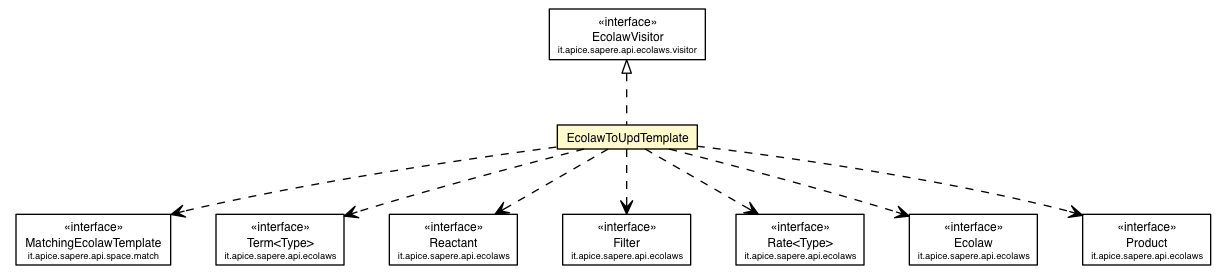 «interface»
EcolawVisitor
it.apice.sapere.api.ecolaws.visitor
EcolawToUpdTemplate
«interface»
MatchingEcolawTemplate
it.apice.sapere.api.space.match
«interface»
Term<Type>
it.apice.sapere.api.ecolaws
«interface»
Reactant
it.apice.sapere.api.ecolaws
«interface»
Filter
it.apice.sapere.api.ecolaws
«interface»
Rate<Type>
it.apice.sapere.api.ecolaws
«interface»
Ecolaw
it.apice.sapere.api.ecolaws
«interface»
Product
it.apice.sapere.api.ecolaws